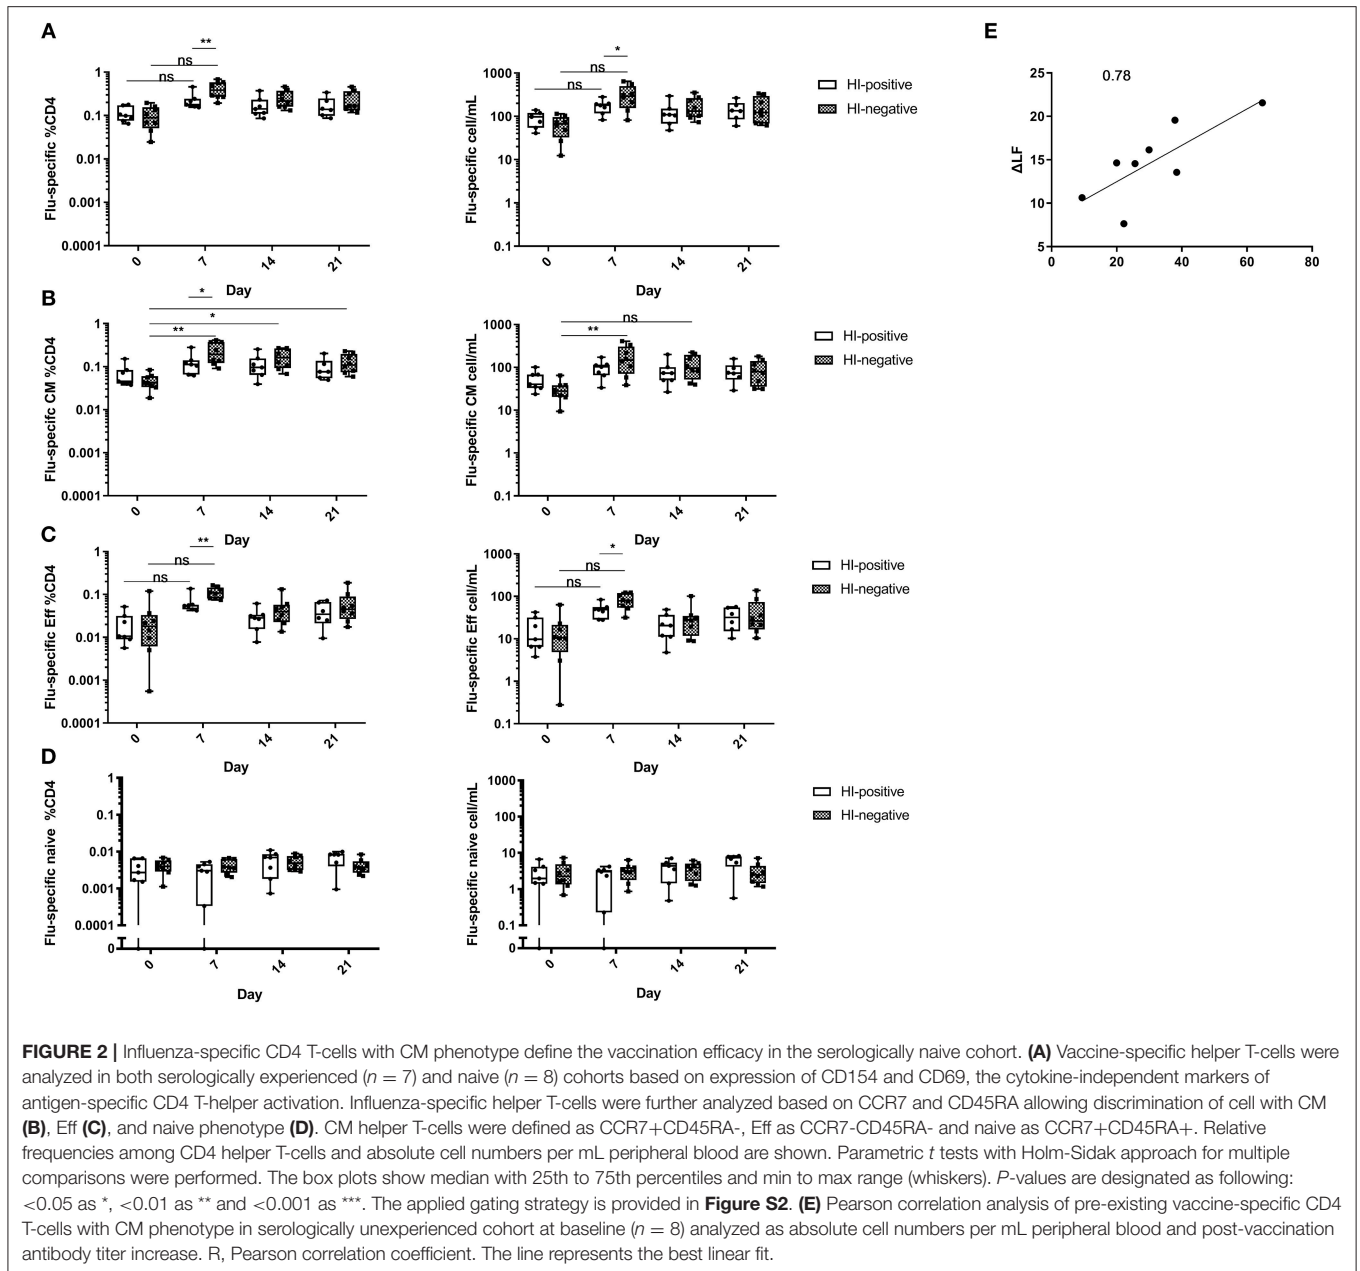 A
Flu-specific %CD4
1
0.1
0.01
0.001
0.0001
ns
ns
**
0
7
14
21
Day
Flu-specific cell/mL
1000
100
10
1
0.1
ns
ns
*
0
7
14
21
Day
HI-positive
HI-negative
E
ΔLF
25
20
15
10
5
0.78
0
20
40
60
80
B
Flu-specifc CM %CD4
1
0.1
0.01
0.001
0.0001
*
*
**
0
7
14
21
Day
Flu-specific CM cell/mL
1000
100
10
1
0.1
ns
**
0
7
14
21
Day
HI-positive
HI-negative
C
Flu-specific Eff %CD4
1
0.1
0.01
0.001
0.0001
**
ns
ns
0
7
14
21
Day
Flu-specific Eff cell/mL
1000
100
10
1
0.1
*
ns
ns
0
7
14
21
Day
HI-positive
HI-negative
D
Flu-specific naive %CD4
1
0.1
0.01
0.001
0.0001
0
0
7
14
21
Day
Flu-specific naive cell/mL
1000
100
10
1
0.1
0
0
7
14
21
Day
HI-positive
HI-negative
FIGURE 2 | Influenza-specific CD4 T-cells with CM phenotype define the vaccination efficacy in the serologically naive cohort. (A) Vaccine-specific helper T-cells were
analyzed in both serologically experienced (n = 7) and naive (n = 8) cohorts based on expression of CD154 and CD69, the cytokine-independent markers of
antigen-specific CD4 T-helper activation. Influenza-specific helper T-cells were further analyzed based on CCR7 and CD45RA allowing discrimination of cell with CM
(B), Eff (C), and naive phenotype (D). CM helper T-cells were defined as CCR7+CD45RA-, Eff as CCR7-CD45RA- and naive as CCR7+CD45RA+. Relative
frequencies among CD4 helper T-cells and absolute cell numbers per mL peripheral blood are shown. Parametric t tests with Holm-Sidak approach for multiple
comparisons were performed. The box plots show median with 25th to 75th percentiles and min to max range (whiskers). P-values are designated as following:
<0.05 as *, <0.01 as ** and <0.001 as ***. The applied gating strategy is provided in Figure S2. (E) Pearson correlation analysis of pre-existing vaccine-specific CD4
T-cells with CM phenotype in serologically unexperienced cohort at baseline (n = 8) analyzed as absolute cell numbers per mL peripheral blood and post-vaccination
antibody titer increase. R, Pearson correlation coefficient. The line represents the best linear fit.